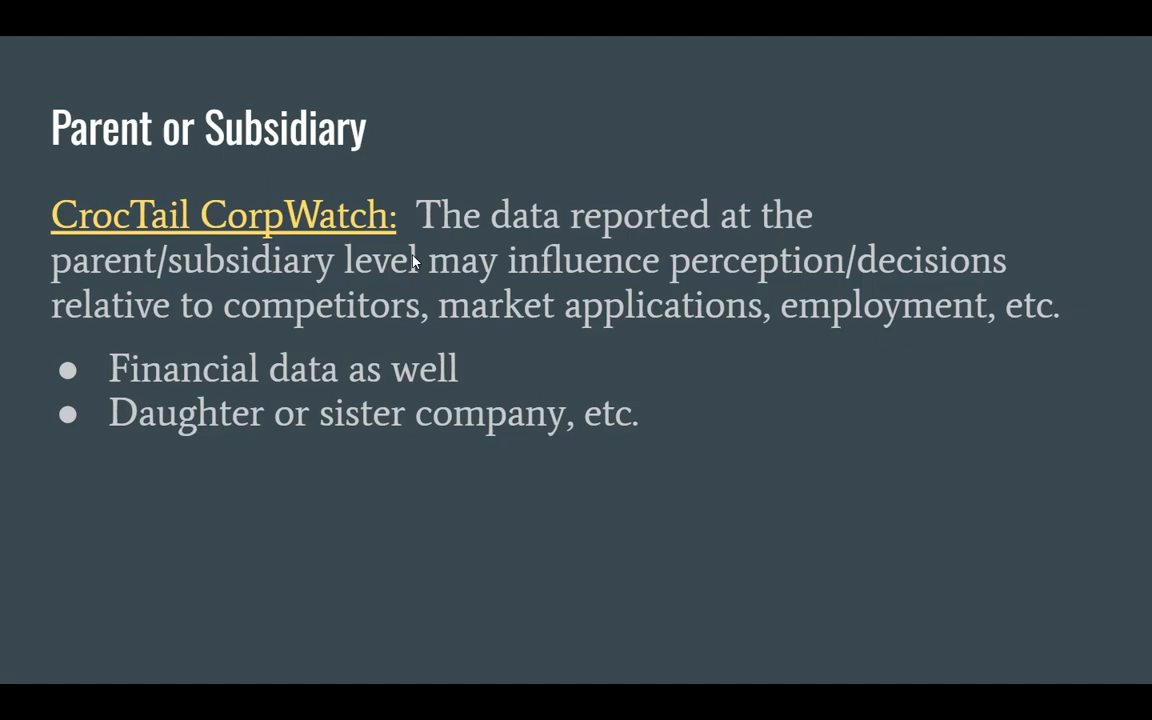 Parent or Subsidiary
CrocTail CorpWatch: The data reported at the
parent/subsidiary level may influence perception/decisions
relative to competitors, market applications, employment, etc.
● Financial data as well
● Daughter or sister company, etc.